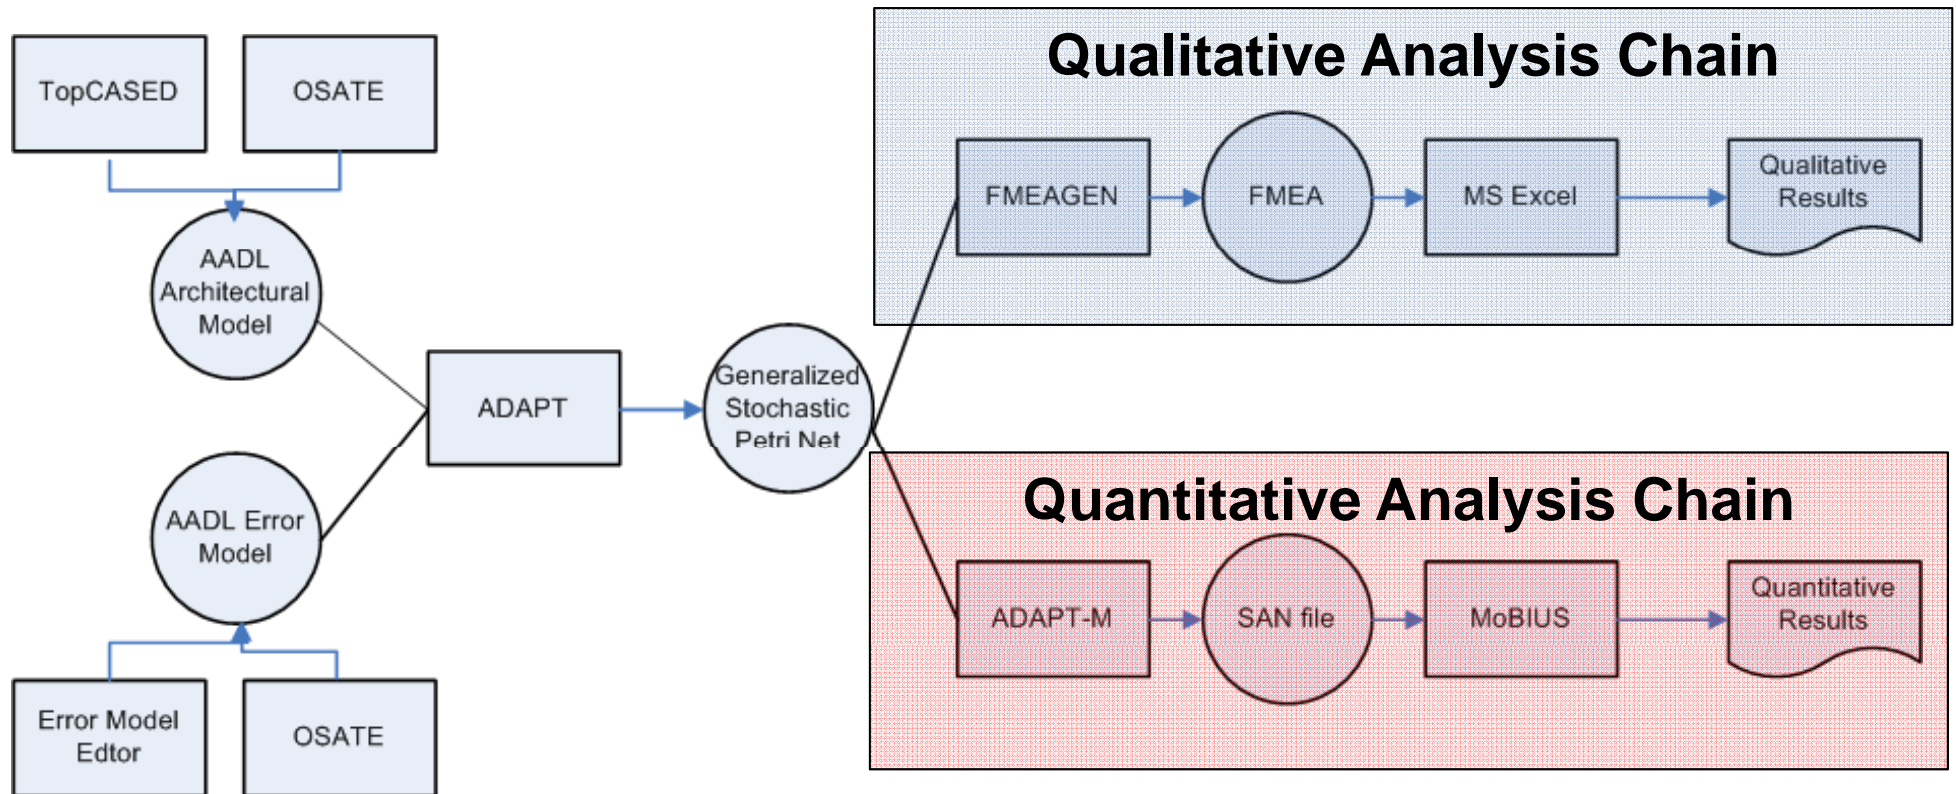 TopCASED
OSATE
AADL
Architectural
Model
AADL Error
Model
Error Model
Edtor
OSATE
ADAPT
Generalized
Stochastic
Petri Net
Qualitative Analysis Chain
FMEAGEN
FMEA
MS Excel
Qualitative
Results
Quantitative Analysis Chain
ADAPT-M
SAN file
MoBIUS
Quantitative
Results